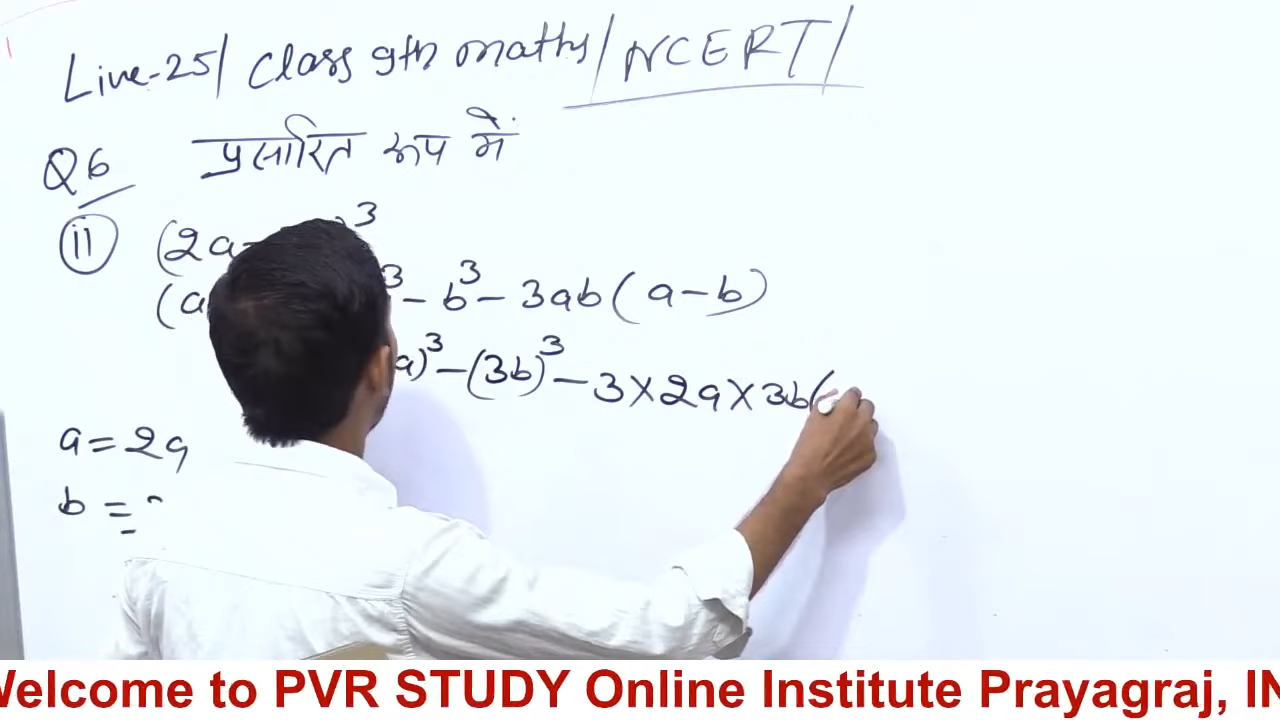 Live-25/ Class 9th maths/ NCERT/
Q6 प्रसारित रूप में
(ii) (2a- )³
(a ³ - b³ - 3ab (a-b)
a)³ - (3b)³ - 3×2a×3b(
a = 2a
b =
Welcome to PVR STUDY Online Institute Prayagraj, IN